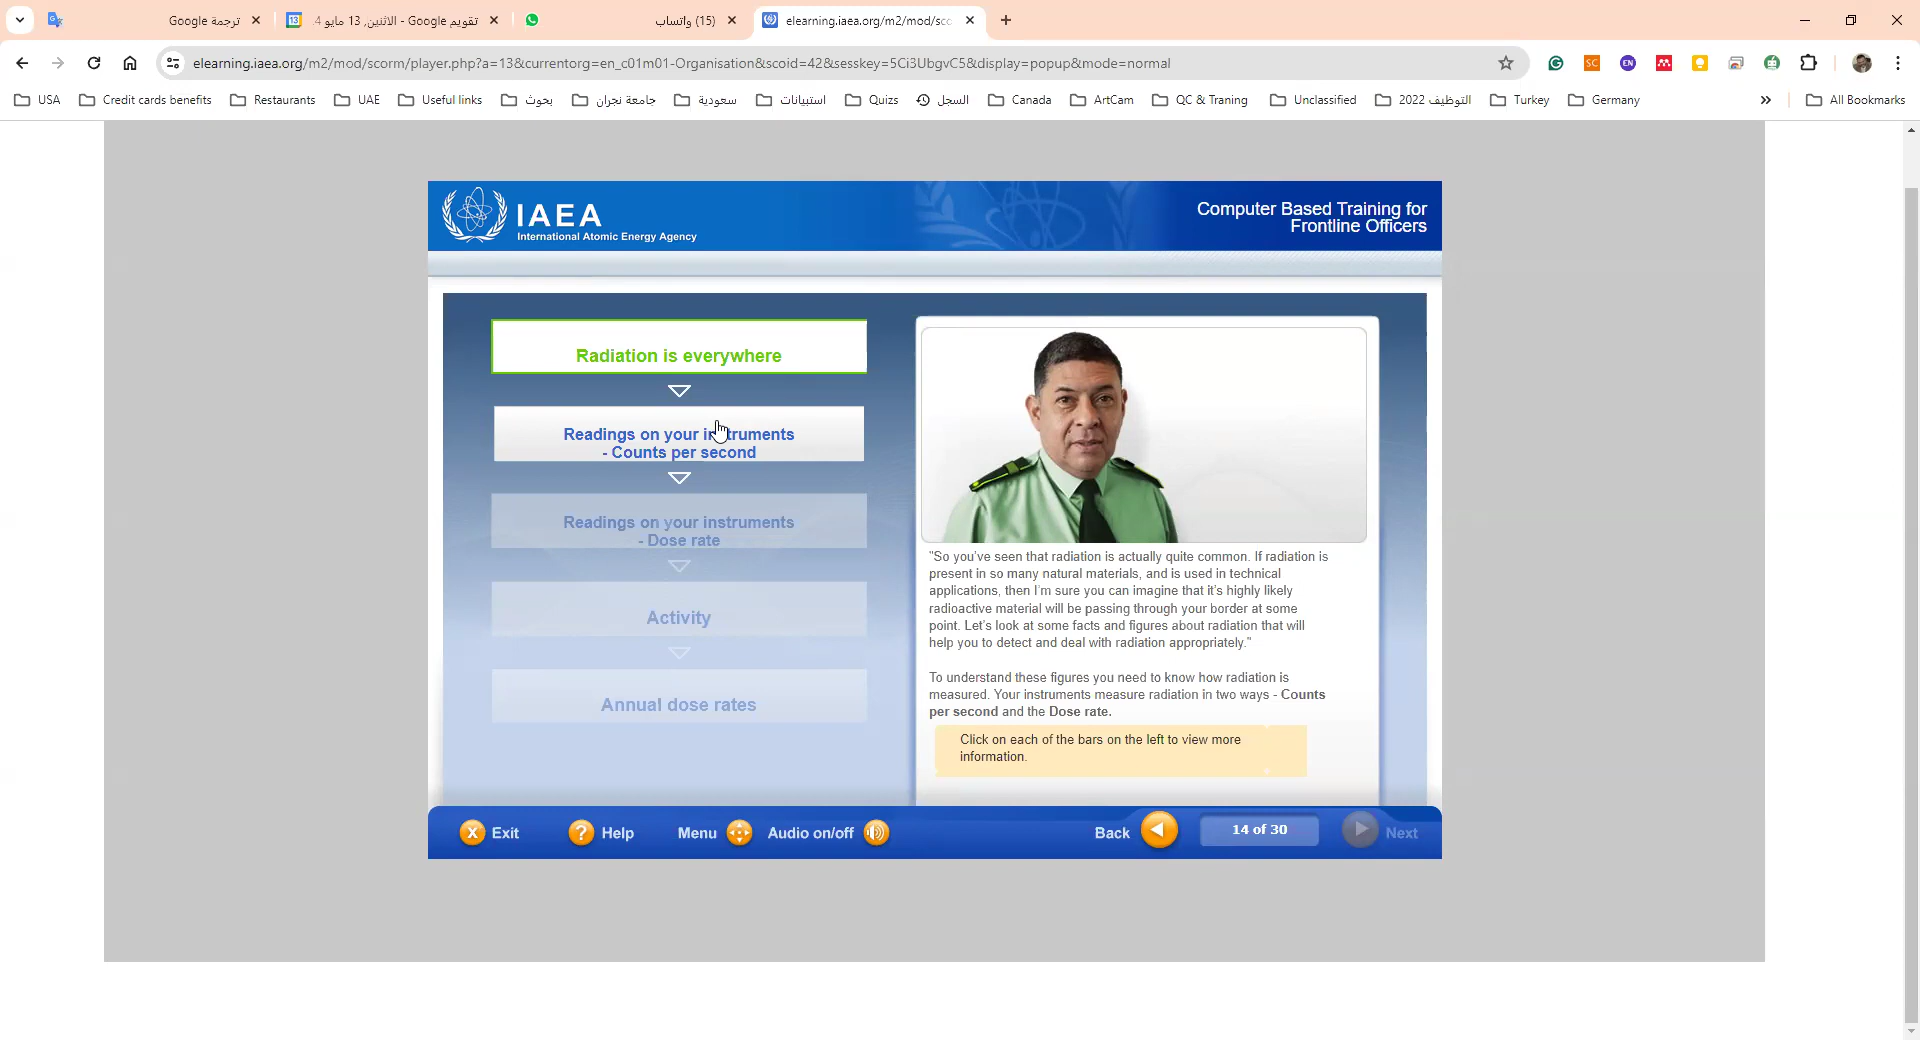 ترجمة Google
تقويم Google - الاثنين, 13 مايو 4.
(15) واتساب
elearning.iaea.org/m2/mod/sco
elearning.iaea.org/m2/mod/scorm/player.php?a=13&currentorg=en_c01m01-Organisation&scoid=42&sesskey=5Ci3UbgvC5&display=popup&mode=normal
USA
Credit cards benefits
Restaurants
UAE
Useful links
بحوث
جامعة نجران
سعودية
استبيانات
Quizs
السجل
Canada
ArtCam
QC & Traning
Unclassified
التوظيف 2022
Turkey
Germany
All Bookmarks
IAEA
International Atomic Energy Agency
Computer Based Training for
Frontline Officers
Radiation is everywhere
Readings on your instruments
- Counts per second
Readings on your instruments
- Dose rate
Activity
Annual dose rates
"So you've seen that radiation is actually quite common. If radiation is
present in so many natural materials, and is used in technical
applications, then I'm sure you can imagine that it's highly likely
radioactive material will be passing through your border at some
point. Let's look at some facts and figures about radiation that will
help you to detect and deal with radiation appropriately."
To understand these figures you need to know how radiation is
measured. Your instruments measure radiation in two ways - Counts
per second and the Dose rate.
Click on each of the bars on the left to view more
information.
Exit
Help
Menu
Audio on/off
Back
14 of 30
Next